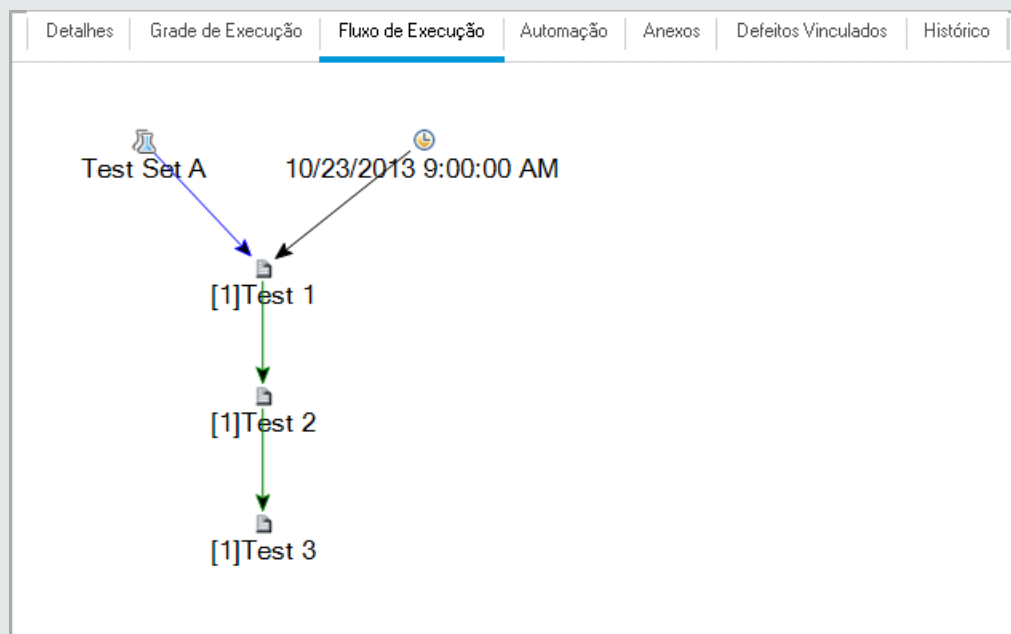 Detalhes Grade de Execução Fluxo de Execução Automação Anexos Defeitos Vinculados Histórico
Test Set A 10/23/2013 9:00:00 AM
[1]Test 1
[1]Test 2
[1]Test 3